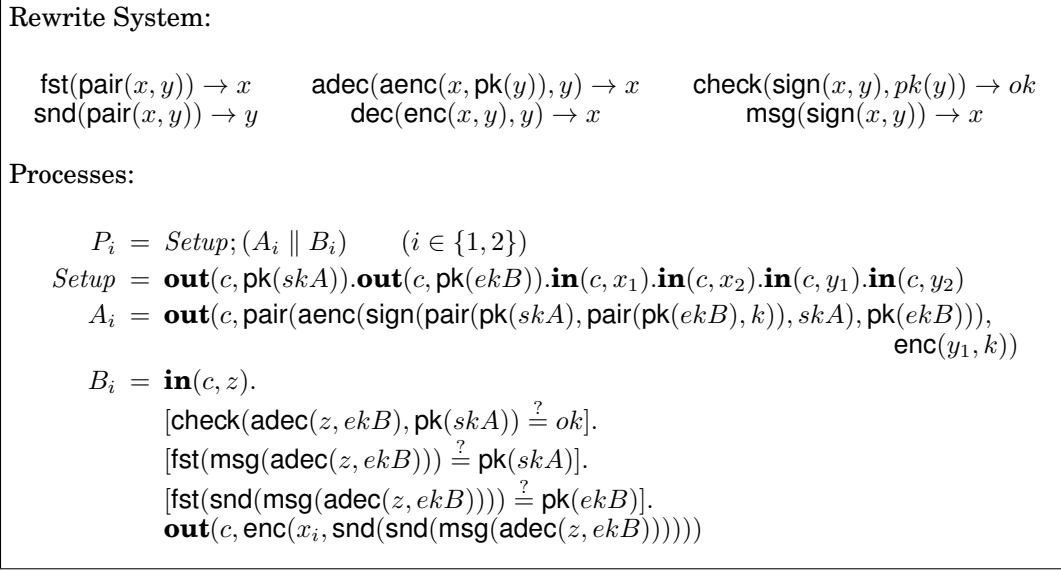 Rewrite System:
fst(pair(x, y)) → x adec(aenc(x, pk(y)), y) → x check(sign(x, y), pk(y)) → ok
snd(pair(x, y)) → y dec(enc(x, y), y) → x msg(sign(x, y)) → x
Processes:
P_i = Setup; (A_i ∥ B_i) (i ∈ {1, 2})
Setup = out(c, pk(skA)).out(c, pk(ekB)).in(c, x_1).in(c, x_2).in(c, y_1).in(c, y_2)
A_i = out(c, pair(aenc(sign(pair(pk(skA), pair(pk(ekB), k)), skA), pk(ekB))),
enc(y_1, k))
B_i = in(c, z).
[check(adec(z, ekB), pk(skA)) ≟ ok].
[fst(msg(adec(z, ekB))) ≟ pk(skA)].
[fst(snd(msg(adec(z, ekB)))) ≟ pk(ekB)].
out(c, enc(x_i, snd(snd(msg(adec(z, ekB))))))